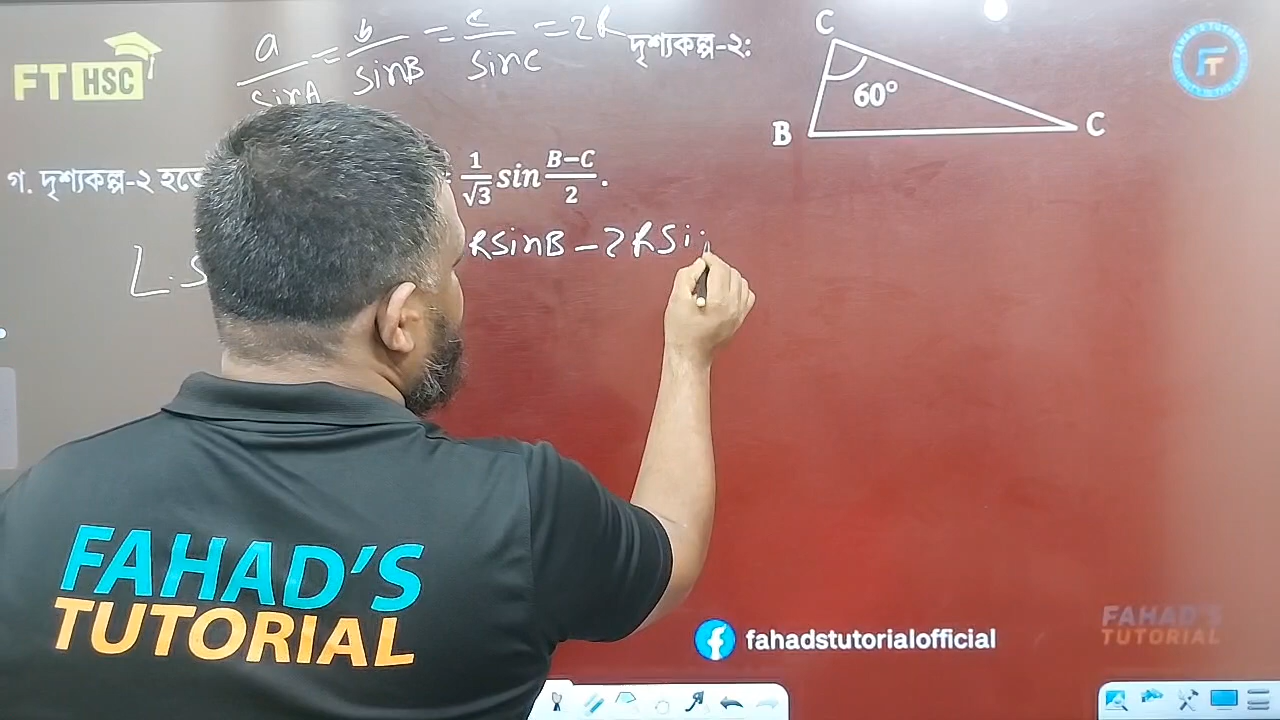 FT HSC
a/sinA = b/sinB = c/sinC = 2R
দৃশ্যকল্প-২:
C
60°
B
C
গ. দৃশ্যকল্প-২ হতে
1/√3 sin (B−C)/2.
L.S
RSinB − 2RSi
FAHAD'S
TUTORIAL
fahadstutorialofficial
FAHAD'S
TUTORIAL